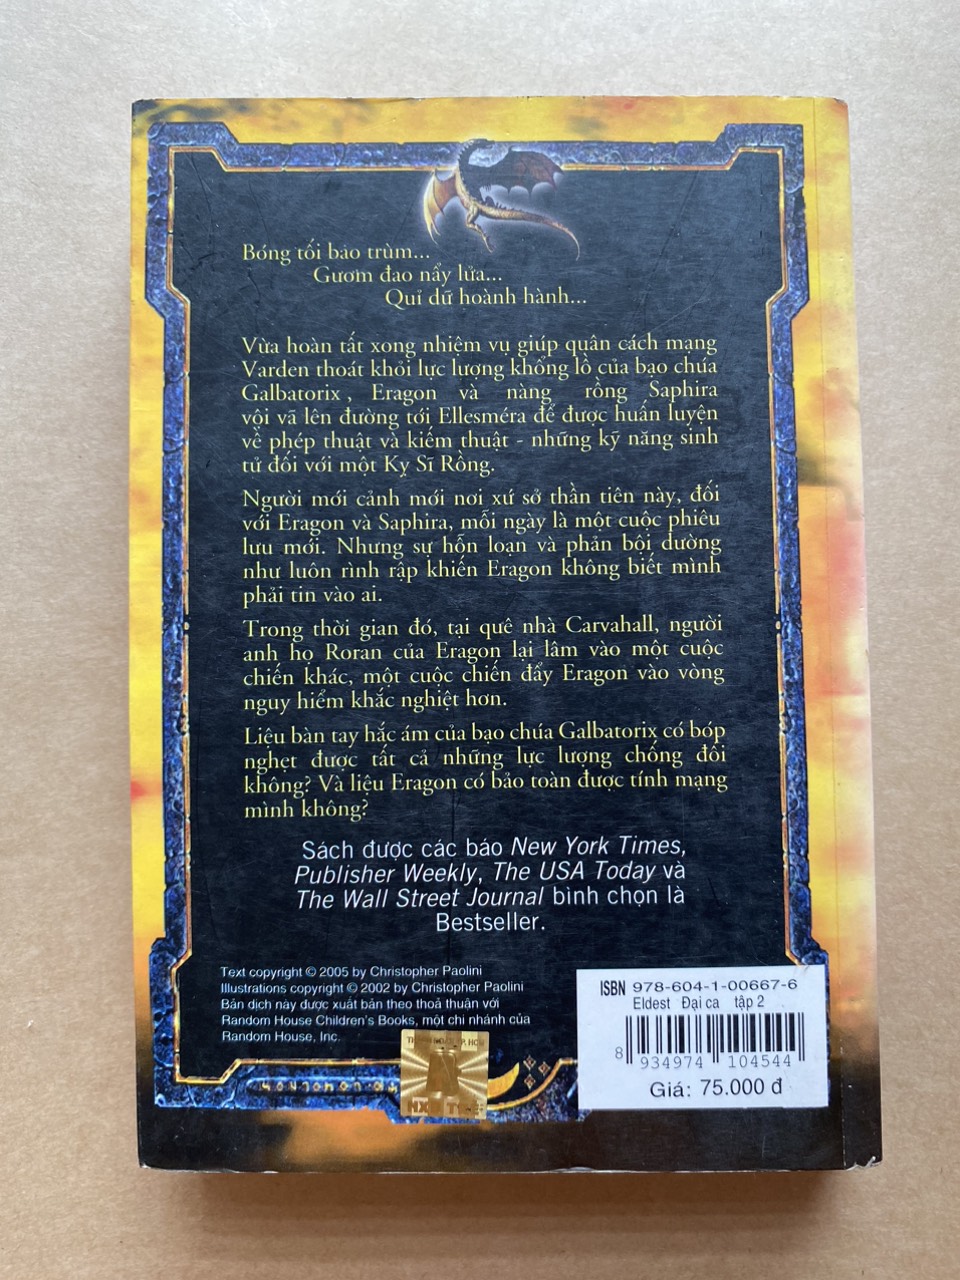 Bóng tối bao trùm...
Gươm đao nẩy lửa...
Quỉ dữ hoành hành...
Vừa hoàn tất xong nhiệm vụ giúp quân cách mạng
Varden thoát khỏi lực lượng khổng lồ của bạo chúa
Galbatorix , Eragon và nàng rồng Saphira
vội vã lên đường tới Ellesméra để được huấn luyện
về phép thuật và kiếm thuật - những kỹ năng sinh
tử đối với một Kỵ Sĩ Rồng.
Người mới cảnh mới nơi xứ sở thần tiên này, đối
với Eragon và Saphira, mỗi ngày là một cuộc phiêu
lưu mới. Nhưng sự hỗn loạn và phản bội dường
như luôn rình rập khiến Eragon không biết mình
phải tin vào ai.
Trong thời gian đó, tại quê nhà Carvahall, người
anh họ Roran của Eragon lại lâm vào một cuộc
chiến khác, một cuộc chiến đẩy Eragon vào vòng
nguy hiểm khắc nghiệt hơn.
Liệu bàn tay hắc ám của bạo chúa Galbatorix có bóp
nghẹt được tất cả những lực lượng chống đối
không? Và liệu Eragon có bảo toàn được tính mạng
mình không?
Sách được các báo New York Times,
Publisher Weekly, The USA Today và
The Wall Street Journal bình chọn là
Bestseller.
Text copyright © 2005 by Christopher Paolini
Illustrations copyright © 2002 by Christopher Paolini
Bản dịch này được xuất bản theo thoả thuận với
Random House Children's Books, một chi nhánh của
Random House, Inc.
ISBN 978-604-1-00667-6
Eldest Đại ca tập 2
8 934974 104544
Giá: 75.000 đ